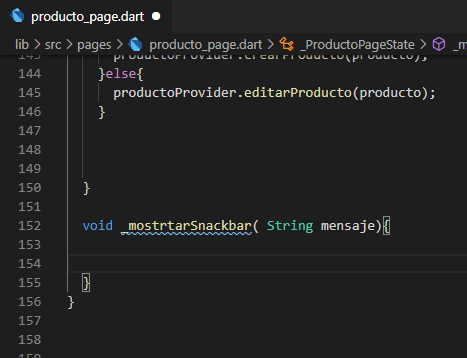 producto_page.dart
lib > src > pages > producto_page.dart > _ProductoPageState > _m
143 productoProvider.crearProducto(producto);
144 }else{
145 productoProvider.editarProducto(producto);
146 }
147
148
149
150 }
151
152 void _mostrtarSnackbar( String mensaje){
153
154
155 }
156 }
157
158
159